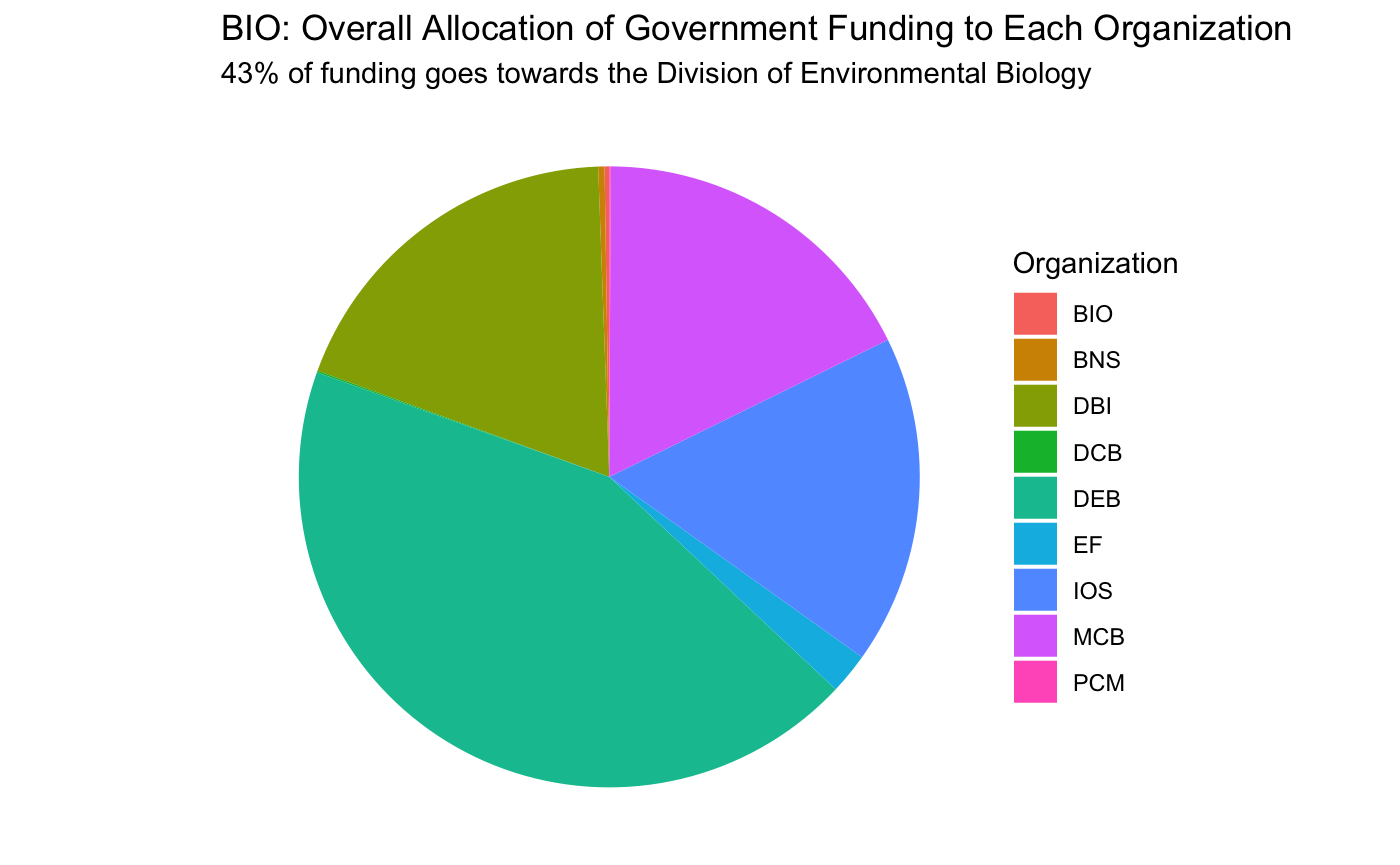 BIO: Overall Allocation of Government Funding to Each Organization
43% of funding goes towards the Division of Environmental Biology
Organization
BIO
BNS
DBI
DCB
DEB
EF
IOS
MCB
PCM